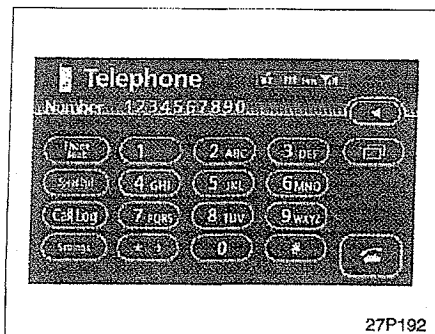 Telephone
Number 1234567890
1 2 ABC 3 DEF
Speed 4 GHI 5 JKL 6 MNO
Call Log 7 PQRS 8 TUV 9 WXYZ
0 #
27P192